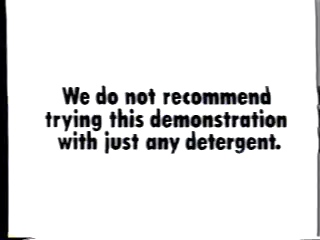 We do not recommend
trying this demonstration
with just any detergent.